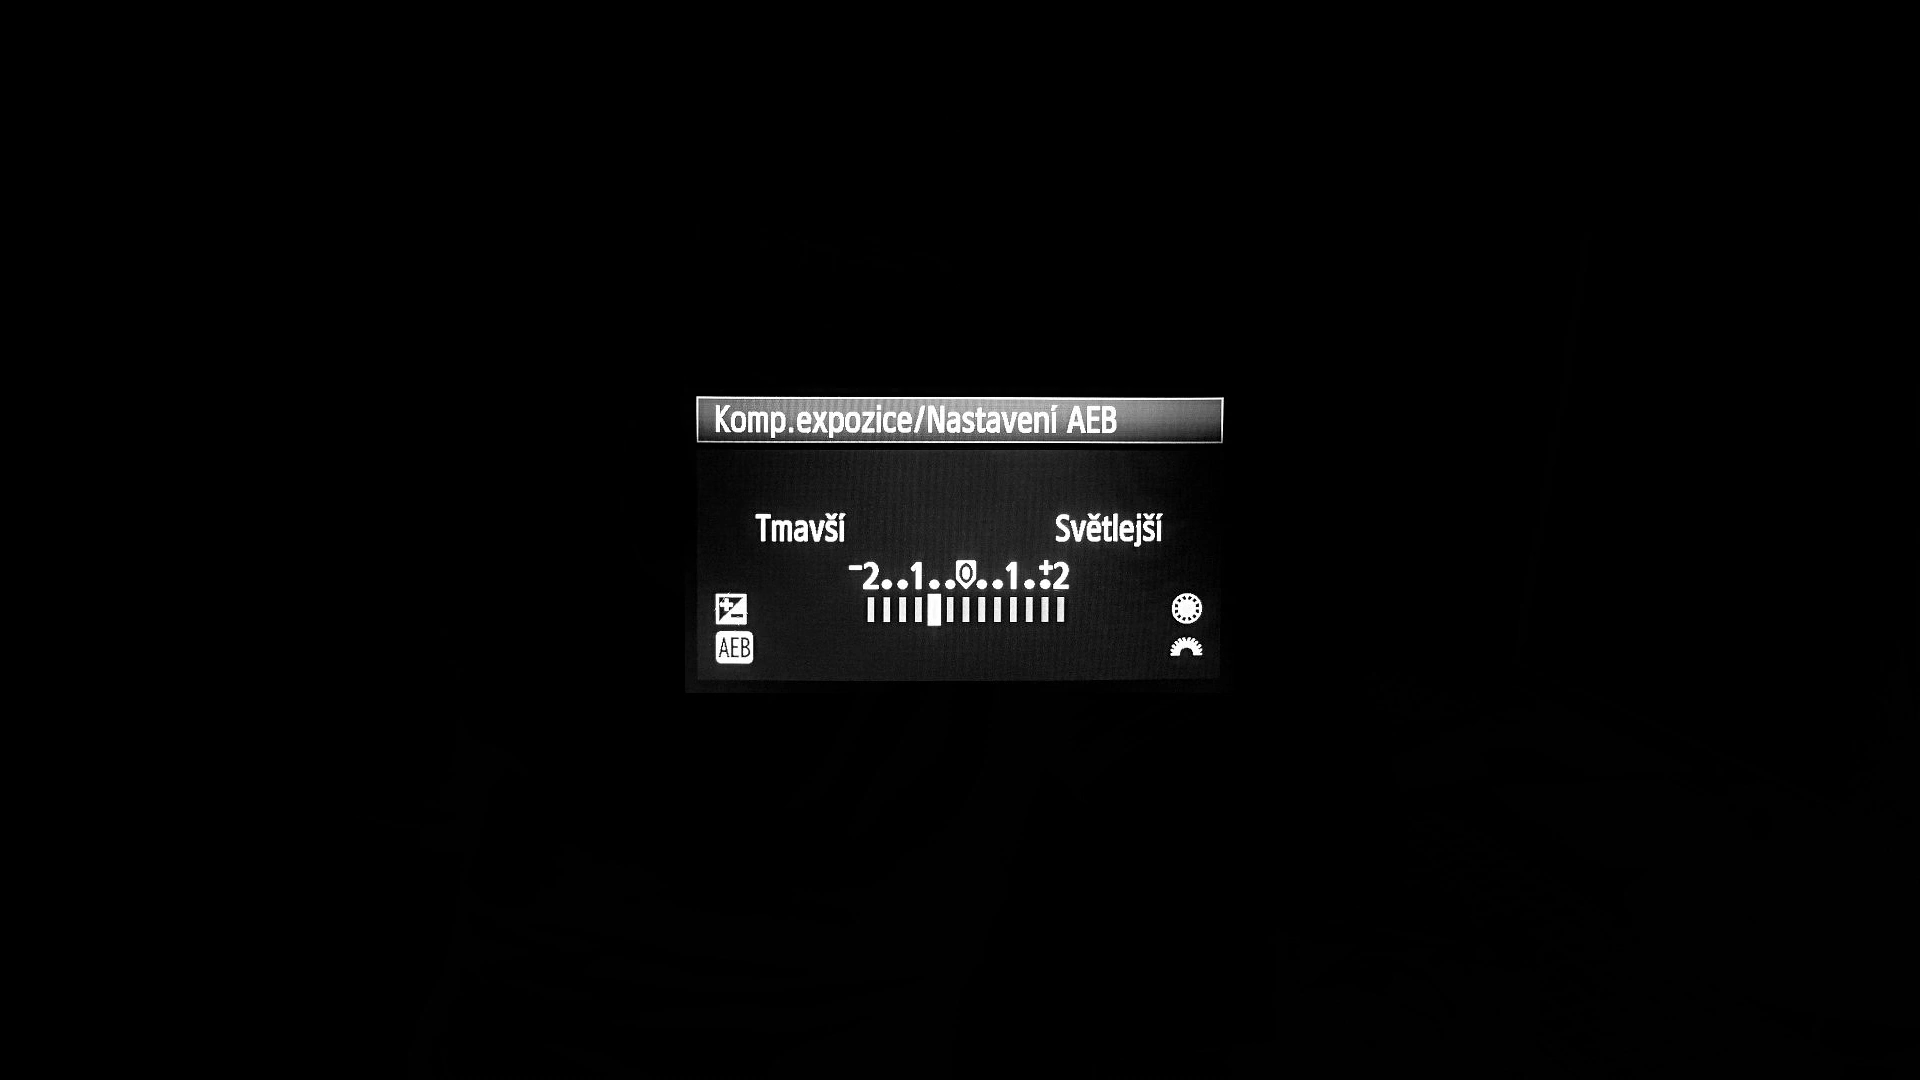 Komp.expozice/Nastavení AEB
Tmavší Světlejší
-2..1..0..1..+2
AEB